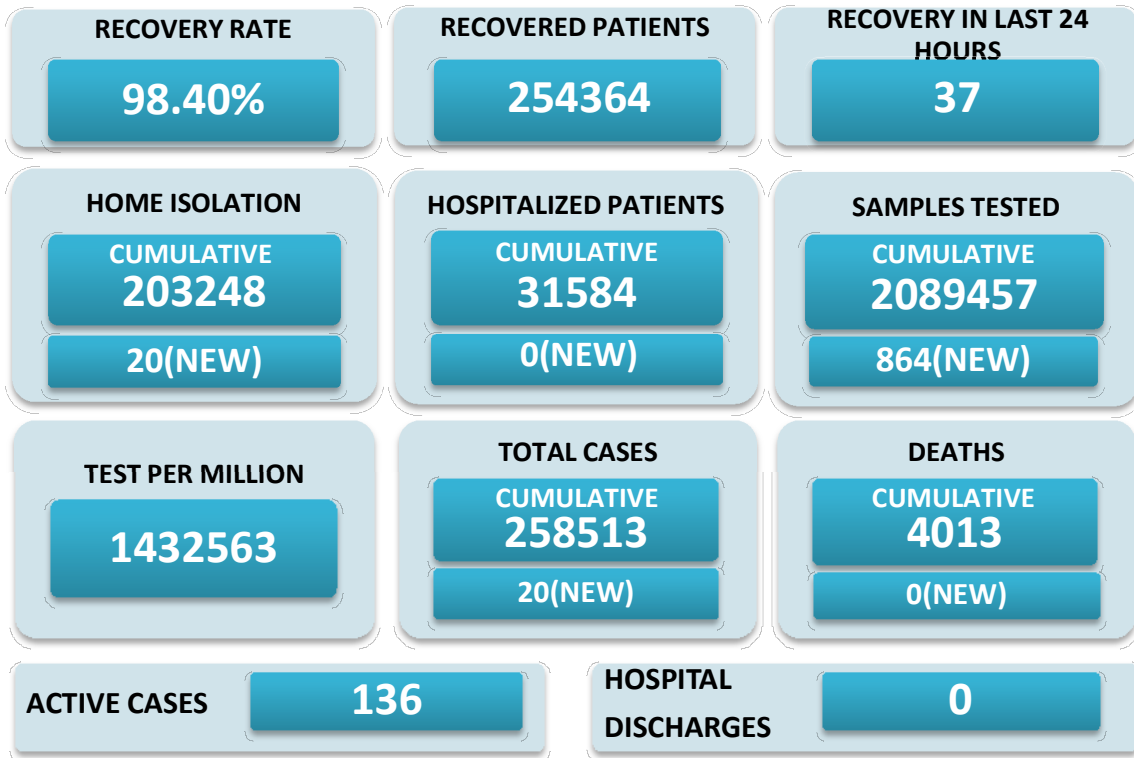 RECOVERY RATE
98.40%
RECOVERED PATIENTS
254364
RECOVERY IN LAST 24
HOURS
37
HOME ISOLATION
CUMULATIVE
203248
20(NEW)
HOSPITALIZED PATIENTS
CUMULATIVE
31584
0(NEW)
SAMPLES TESTED
CUMULATIVE
2089457
864(NEW)
TEST PER MILLION
1432563
TOTAL CASES
CUMULATIVE
258513
20(NEW)
DEATHS
CUMULATIVE
4013
0(NEW)
ACTIVE CASES
136
HOSPITAL
DISCHARGES
0